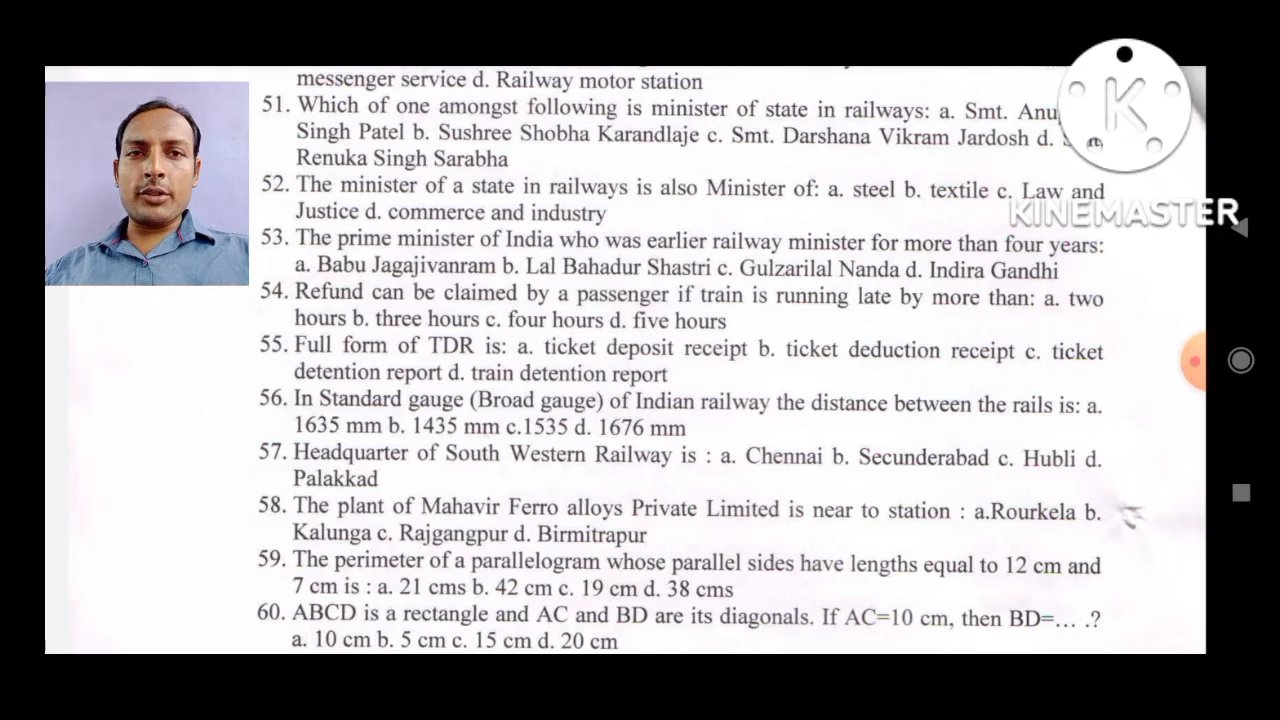 messenger service d. Railway motor station
51. Which of one amongst following is minister of state in railways: a. Smt.
Singh Patel b. Sushree Shobha Karandlaje c. Smt. Darshana Vikram Jardosh d.
Renuka Singh Sarabha
52. The minister of a state in railways is also Minister of: a. steel b. textile c. Law and
Justice d. commerce and industry
53. The prime minister of India who was earlier railway minister for more than four years:
a. Babu Jagajivanram b. Lal Bahadur Shastri c. Gulzarilal Nanda d. Indira Gandhi
54. Refund can be claimed by a passenger if train is running late by more than: a. two
hours b. three hours c. four hours d. five hours
55. Full form of TDR is: a. ticket deposit receipt b. ticket deduction receipt c. ticket
detention report d. train detention report
56. In Standard gauge (Broad gauge) of Indian railway the distance between the rails is: a.
1635 mm b. 1435 mm c.1535 d. 1676 mm
57. Headquarter of South Western Railway is : a. Chennai b. Secunderabad c. Hubli d.
Palakkad
58. The plant of Mahavir Ferro alloys Private Limited is near to station : a.Rourkela b.
Kalunga c. Rajgangpur d. Birmitrapur
59. The perimeter of a parallelogram whose parallel sides have lengths equal to 12 cm and
7 cm is : a. 21 cms b. 42 cm c. 19 cm d. 38 cms
60. ABCD is a rectangle and AC and BD are its diagonals. If AC=10 cm, then BD=... .?
a. 10 cm b. 5 cm c. 15 cm d. 20 cm
K
KINEMASTER